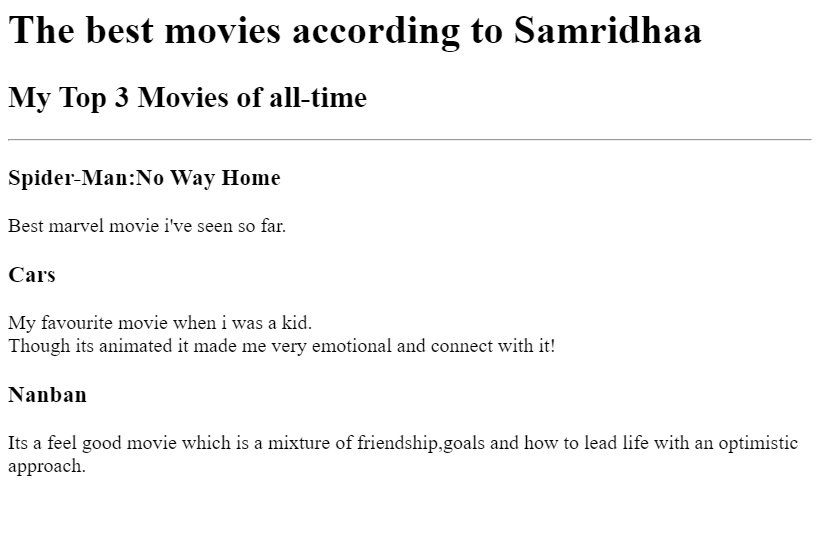 The best movies according to Samridhaa
My Top 3 Movies of all-time
Spider-Man:No Way Home
Best marvel movie i've seen so far.
Cars
My favourite movie when i was a kid.
Though its animated it made me very emotional and connect with it!
Nanban
Its a feel good movie which is a mixture of friendship,goals and how to lead life with an optimistic
approach.